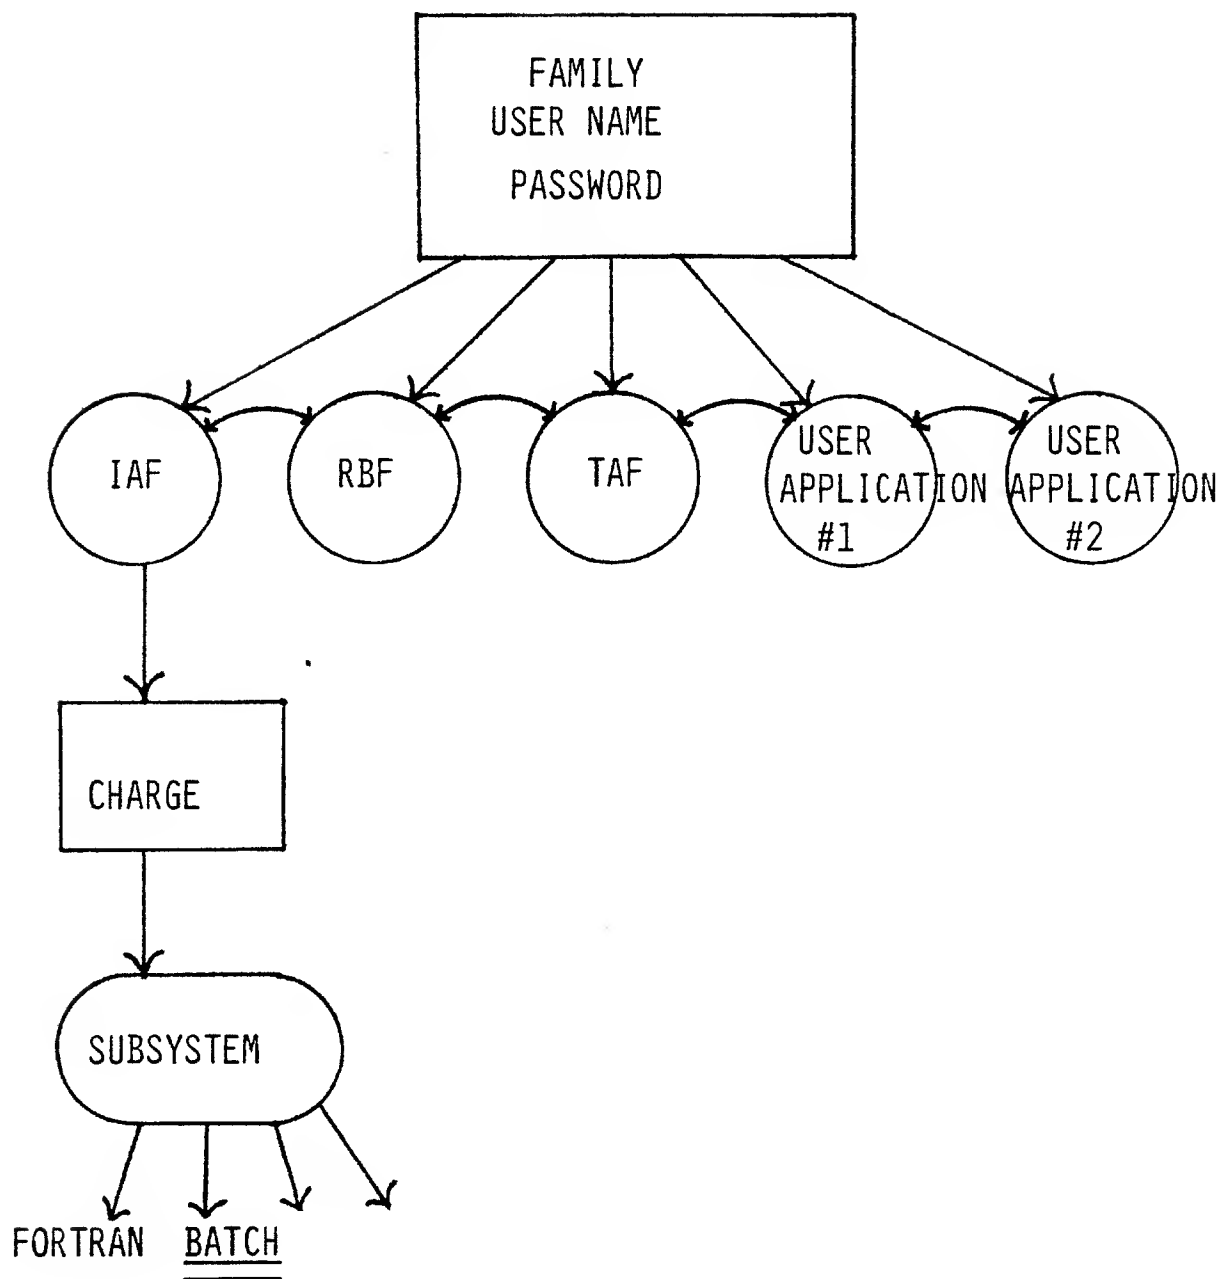 FAMILY
USER NAME
PASSWORD
IAF
RBF
TAF
USER
APPLICATION
#1
USER
APPLICATION
#2
CHARGE
SUBSYSTEM
FORTRAN
BATCH